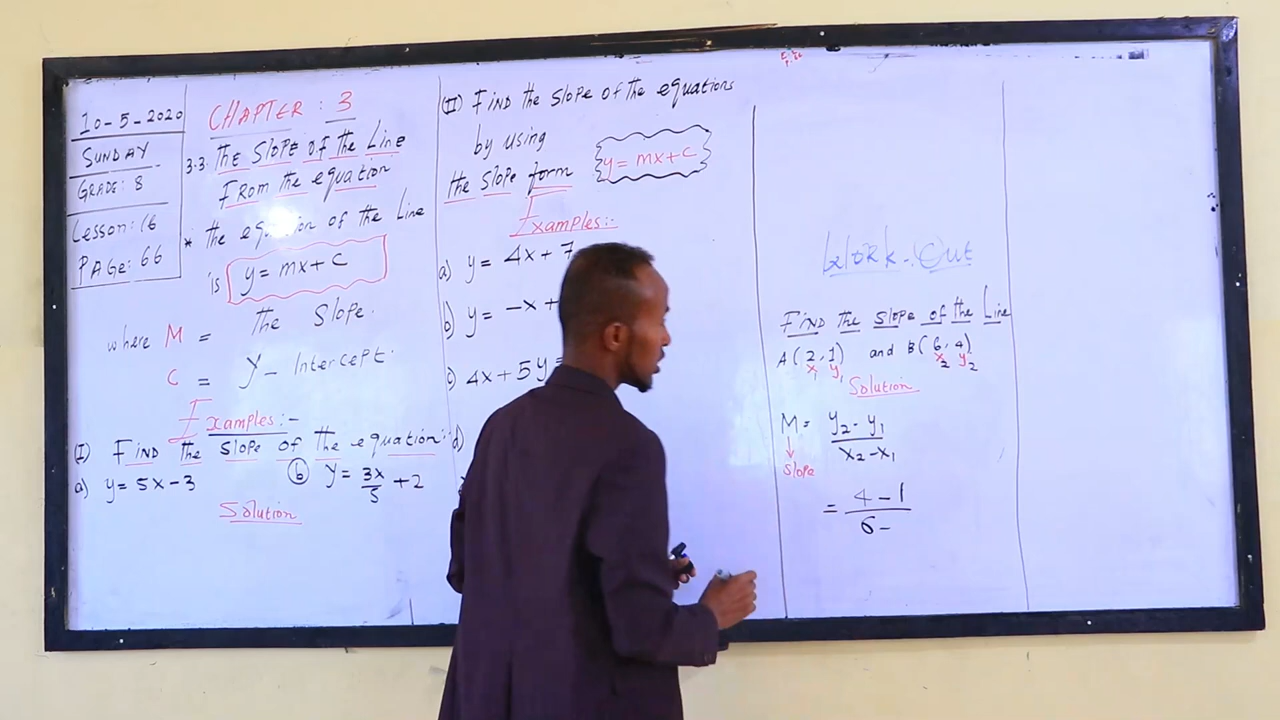 10-5-2020
SUNDAY
GRADE: 8
Lesson: 16
PAGE: 66
CHAPTER: 3
3.3. THE SLOPE OF the Line
FROM the equation
* the equation of the Line
is y = mx + c
where M = The Slope.
C = Y- Intercept.
Examples:-
(I) FIND the slope of the equation:-
a) y = 5x - 3
(b) y = 3x/5 + 2
Solution
(II) FIND the slope of the equations
by using
the slope form
y = mx + c
Examples:-
a) y = 4x + 7
b) y = -x +
c) 4x + 5y =
d)
WORK-Out
FIND the slope of the Line
A(2,1) and B(6,4)
x1 y1 x2 y2
Solution
M = y2 - y1 / x2 - x1
slope
= 4 - 1 / 6 -